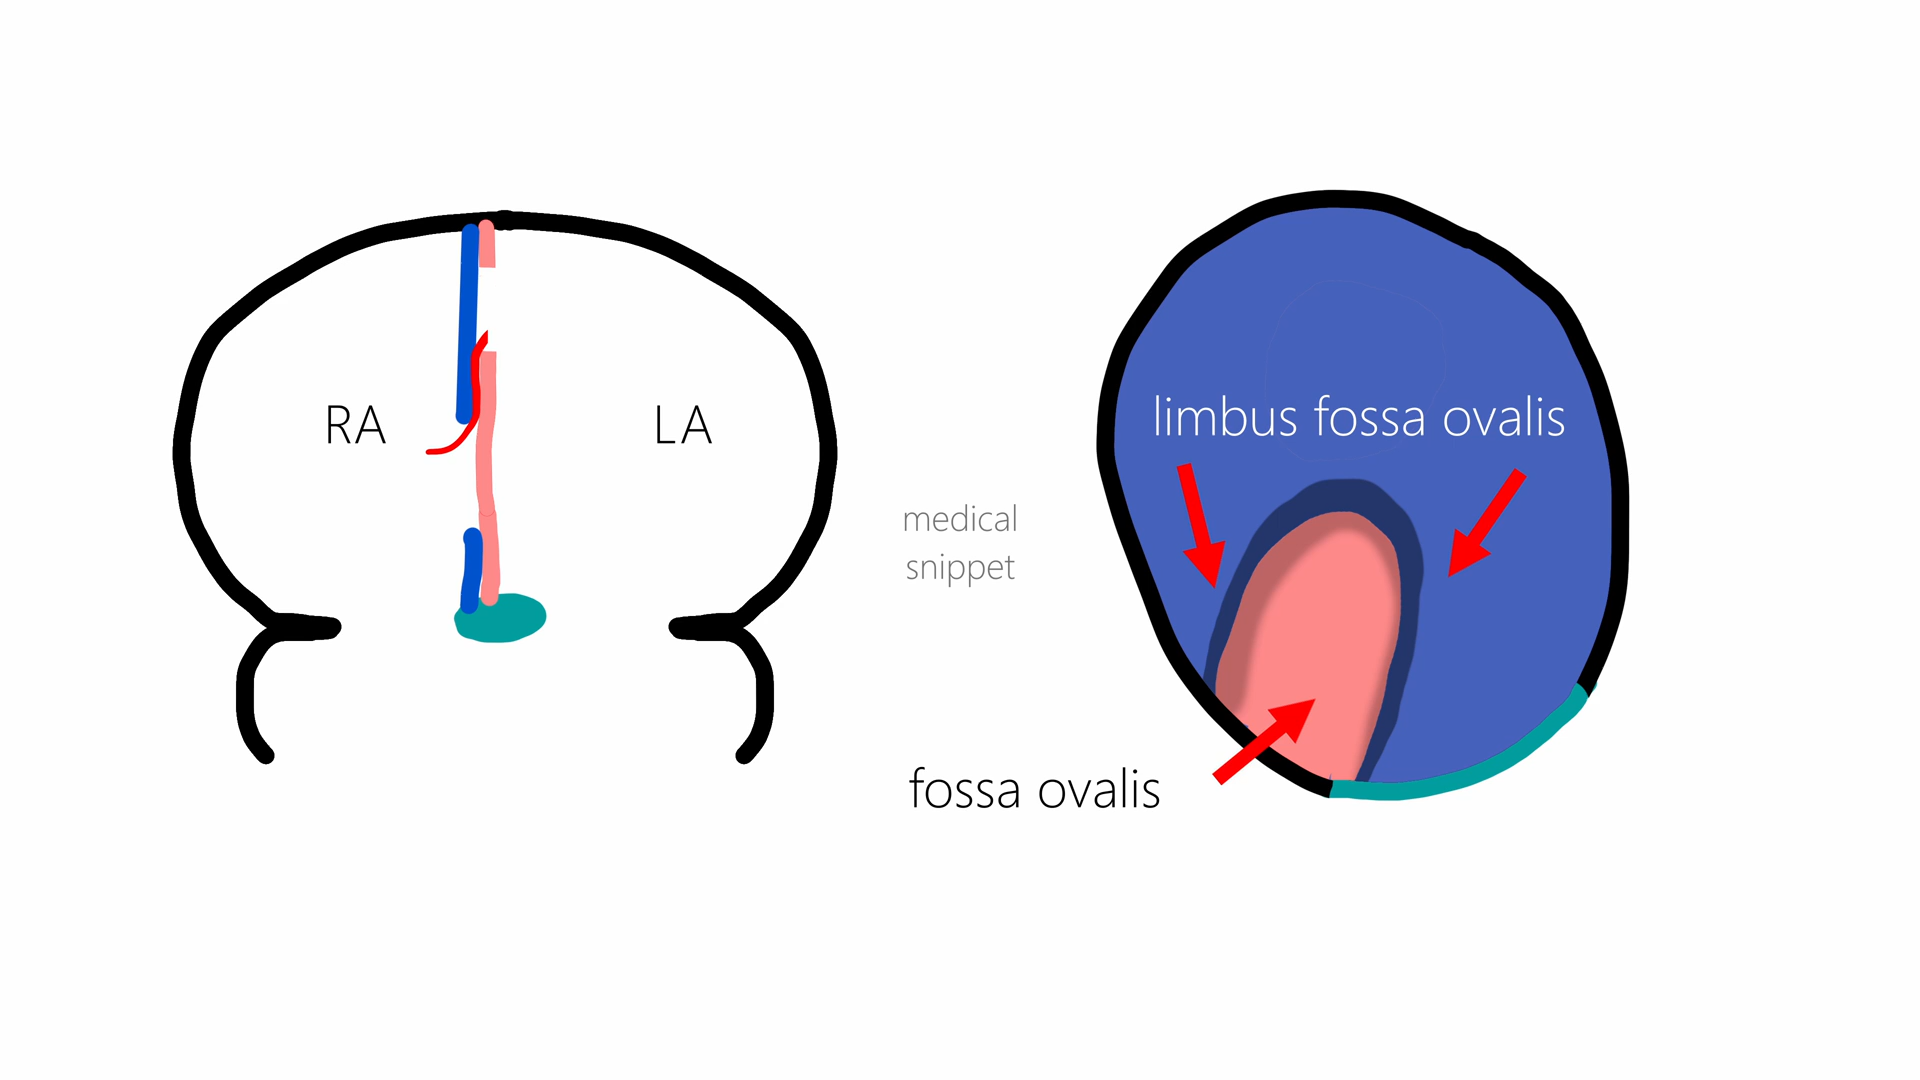 RA
LA
medical
snippet
limbus fossa ovalis
fossa ovalis